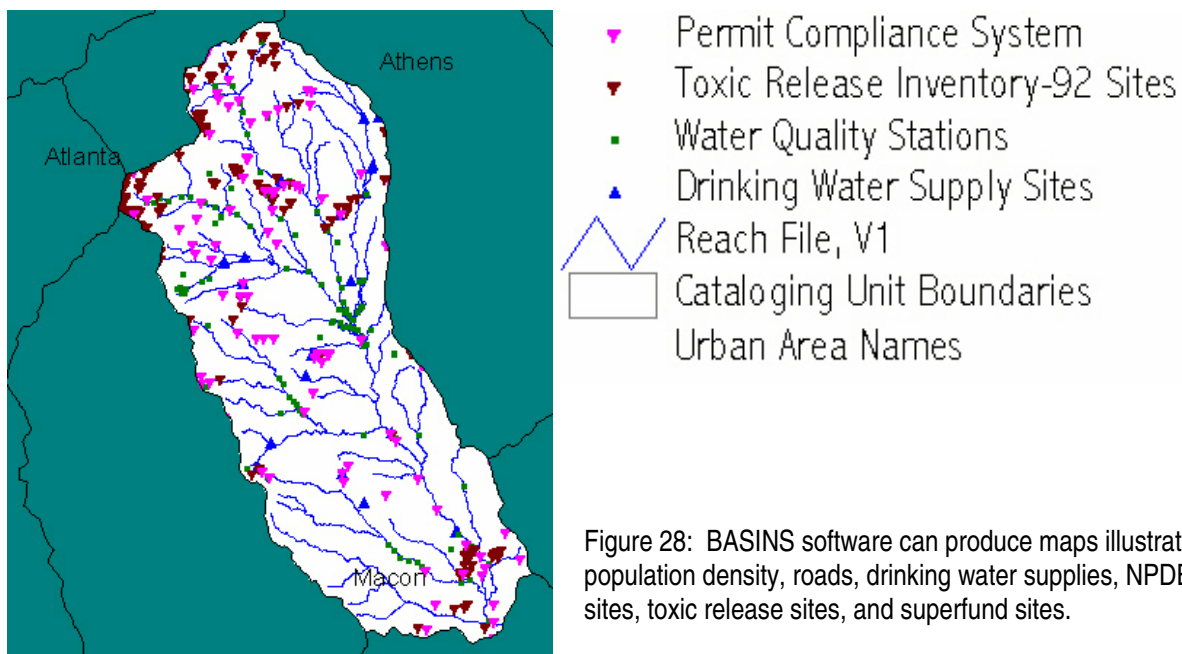 Athens
Atlanta
Macon
Permit Compliance System
Toxic Release Inventory-92 Sites
Water Quality Stations
Drinking Water Supply Sites
Reach File, V1
Cataloging Unit Boundaries
Urban Area Names
Figure 28: BASINS software can produce maps illustrat
population density, roads, drinking water supplies, NPDE
sites, toxic release sites, and superfund sites.